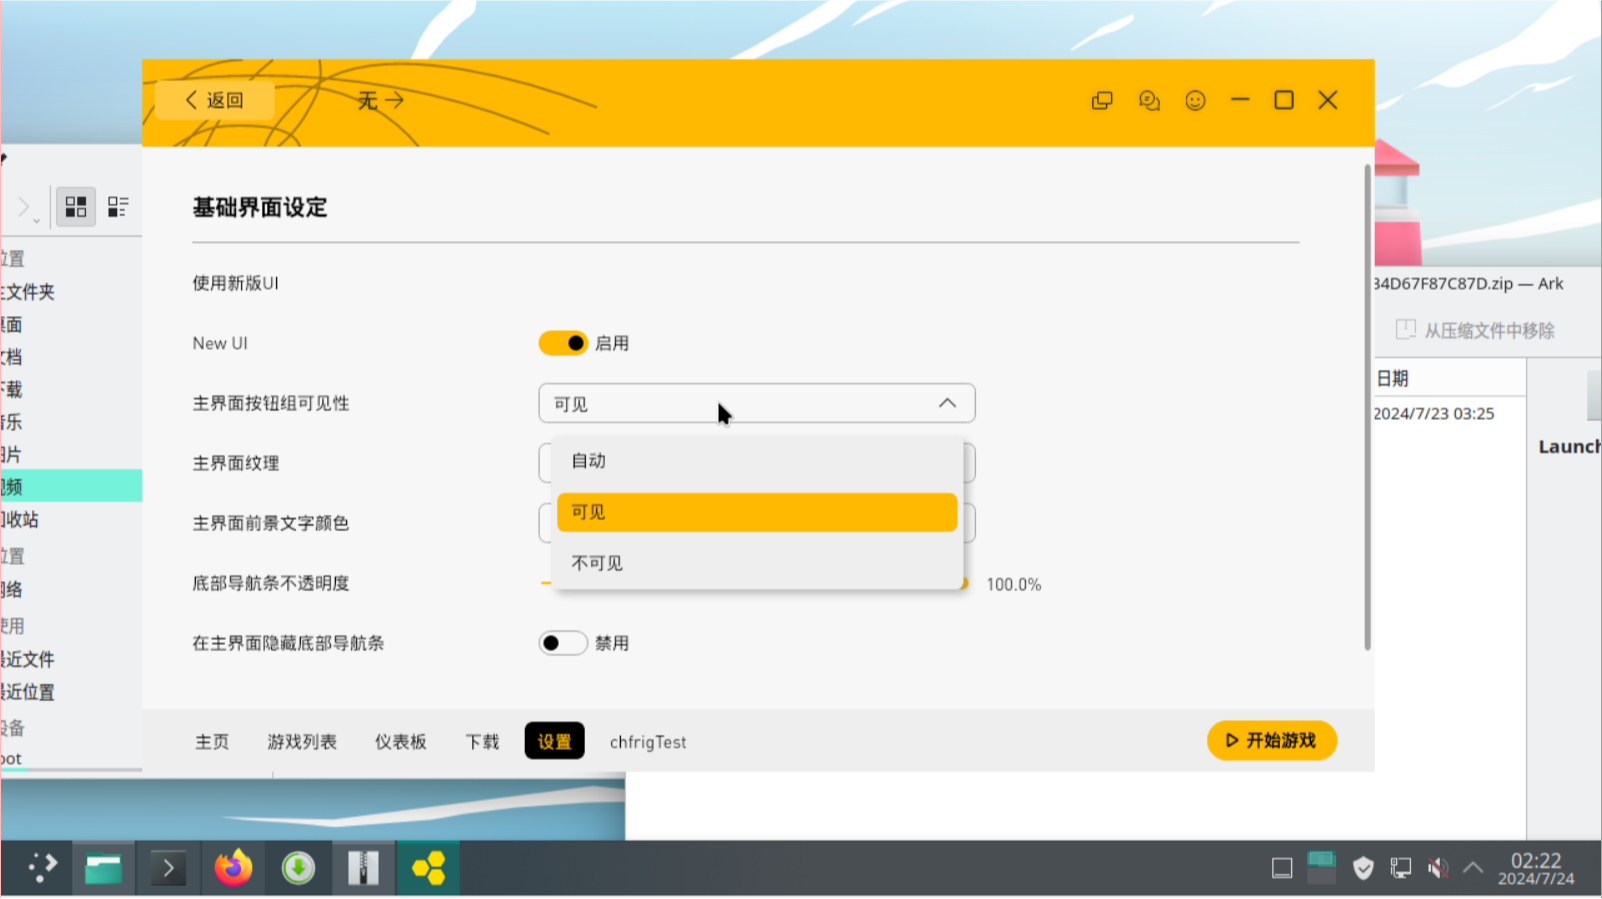 返回
无
基础界面设定
使用新版UI
New UI
启用
主界面按钮组可见性
可见
主界面纹理
自动
可见
不可见
主界面前景文字颜色
底部导航条不透明度
100.0%
在主界面隐藏底部导航条
禁用
主页
游戏列表
仪表板
下载
设置
chfrigTest
开始游戏
位置
文件夹
桌面
文档
下载
音乐
图片
视频
回收站
位置
网络
使用
最近文件
最近位置
设备
34D67F87C87D.zip — Ark
从压缩文件中移除
日期
2024/7/23 03:25
Launch
02:22
2024/7/24